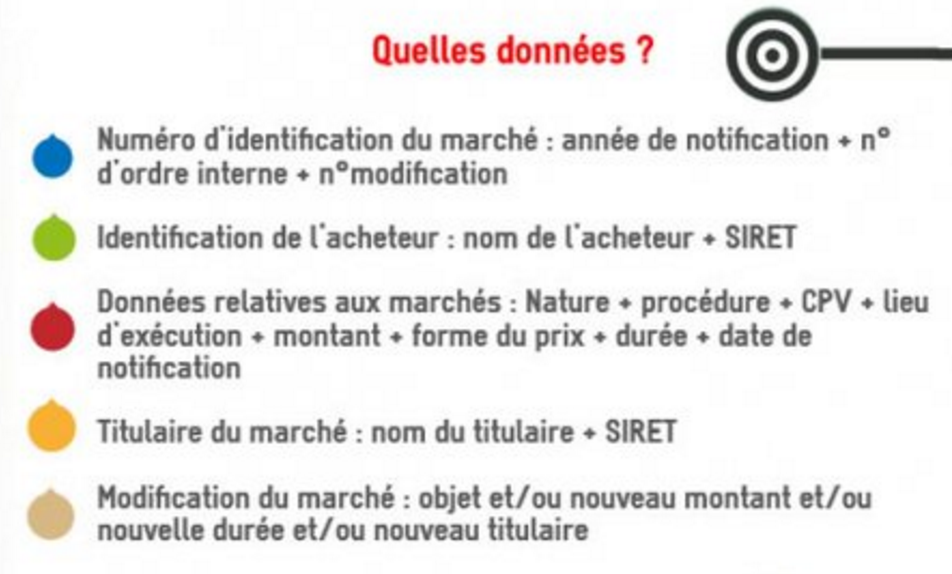 Quelles données ?
Numéro d'identification du marché : année de notification + n°
d'ordre interne + n°modification
Identification de l'acheteur : nom de l'acheteur + SIRET
Données relatives aux marchés : Nature + procédure + CPV + lieu
d'exécution + montant + forme du prix + durée + date de
notification
Titulaire du marché : nom du titulaire + SIRET
Modification du marché : objet et/ou nouveau montant et/ou
nouvelle durée et/ou nouveau titulaire